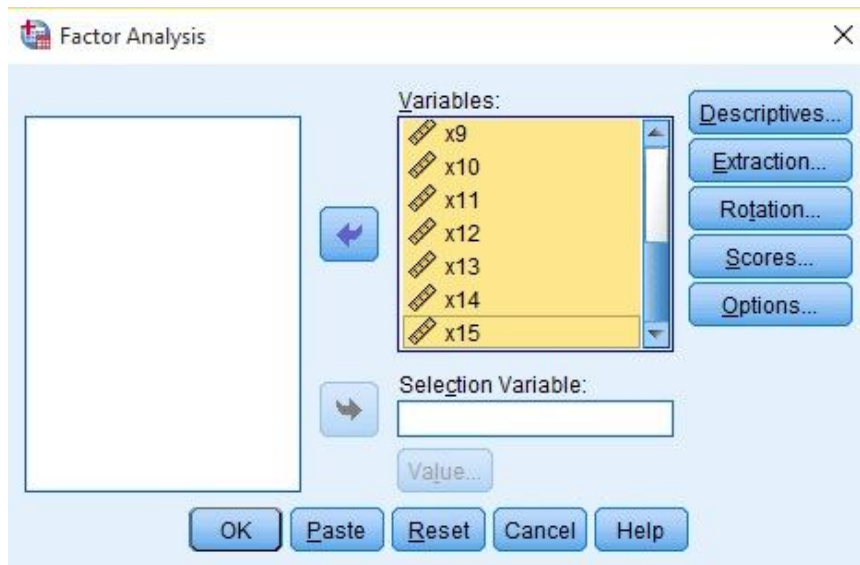 Factor Analysis
Variables:
x9
x10
x11
x12
x13
x14
x15
Selection Variable:
Value...
Descriptives...
Extraction...
Rotation...
Scores...
Options...
OK Paste Reset Cancel Help